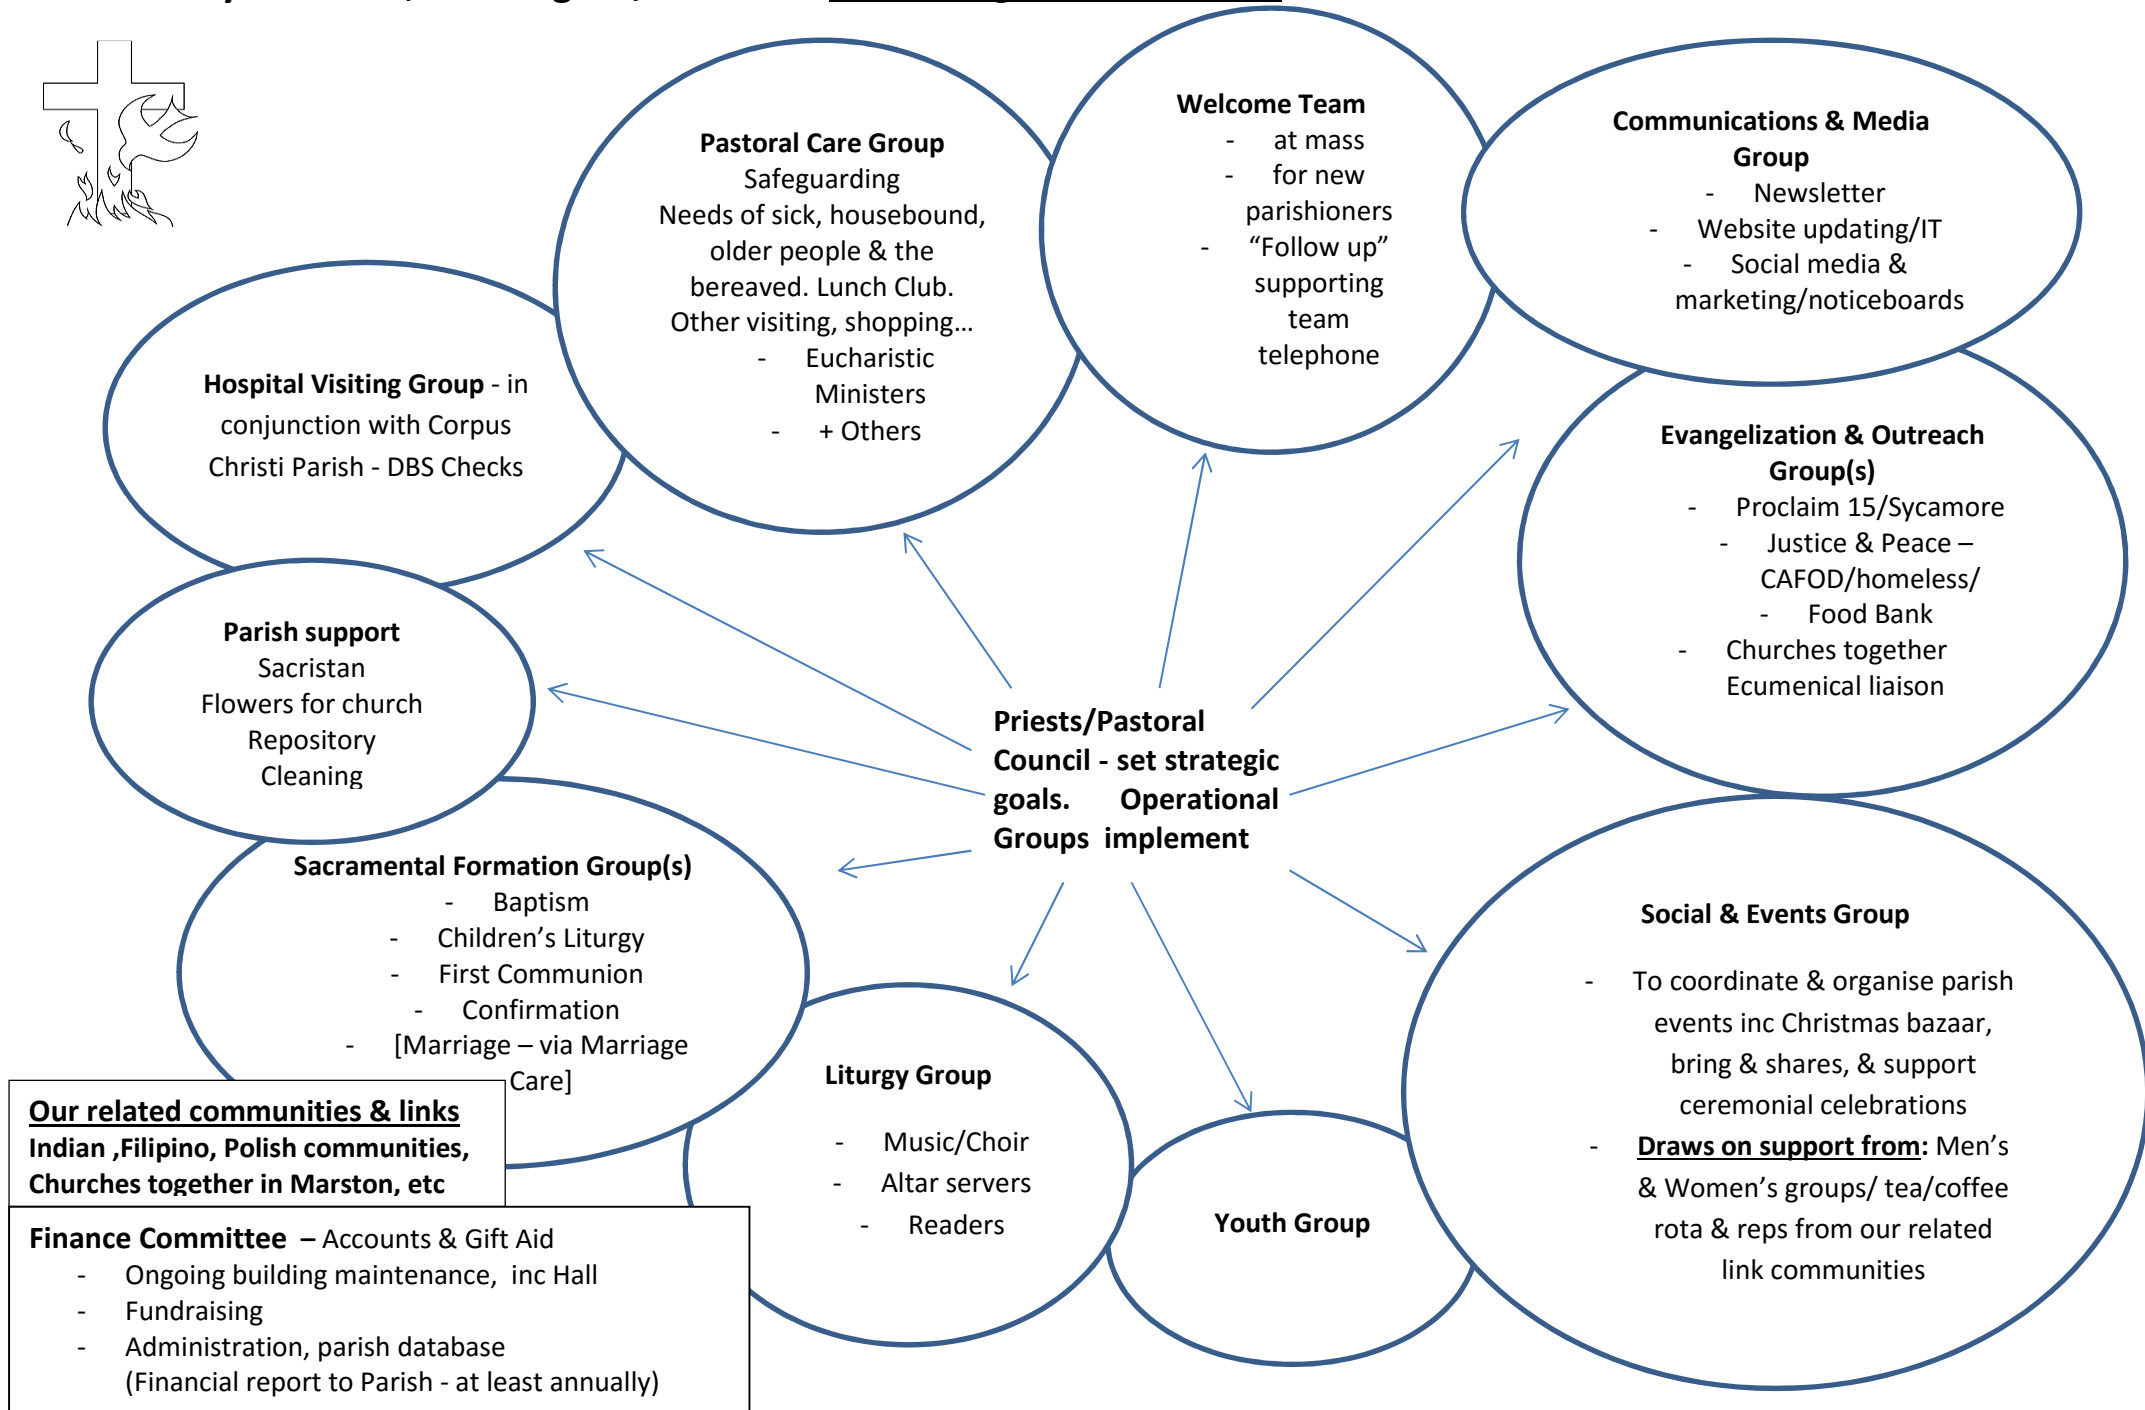 Pastoral Care Group
Safeguarding
Needs of sick, housebound,
older people & the
bereaved. Lunch Club.
Other visiting, shopping…
- Eucharistic
Ministers
- + Others
Welcome Team
- at mass
- for new
parishioners
- “Follow up”
supporting
team
telephone
Communications & Media
Group
- Newsletter
- Website updating/IT
- Social media &
marketing/noticeboards
Hospital Visiting Group - in
conjunction with Corpus
Christi Parish - DBS Checks
Evangelization & Outreach
Group(s)
- Proclaim 15/Sycamore
- Justice & Peace –
CAFOD/homeless/
- Food Bank
- Churches together
Ecumenical liaison
Parish support
Sacristan
Flowers for church
Repository
Cleaning
Priests/Pastoral
Council - set strategic
goals. Operational
Groups implement
Sacramental Formation Group(s)
- Baptism
- Children’s Liturgy
- First Communion
- Confirmation
- [Marriage – via Marriage
Care]
Social & Events Group
- To coordinate & organise parish
events inc Christmas bazaar,
bring & shares, & support
ceremonial celebrations
- Draws on support from: Men’s
& Women’s groups/ tea/coffee
rota & reps from our related
link communities
Liturgy Group
- Music/Choir
- Altar servers
- Readers
Youth Group
Our related communities & links
Indian ,Filipino, Polish communities,
Churches together in Marston, etc
Finance Committee – Accounts & Gift Aid
- Ongoing building maintenance, inc Hall
- Fundraising
- Administration, parish database
(Financial report to Parish - at least annually)